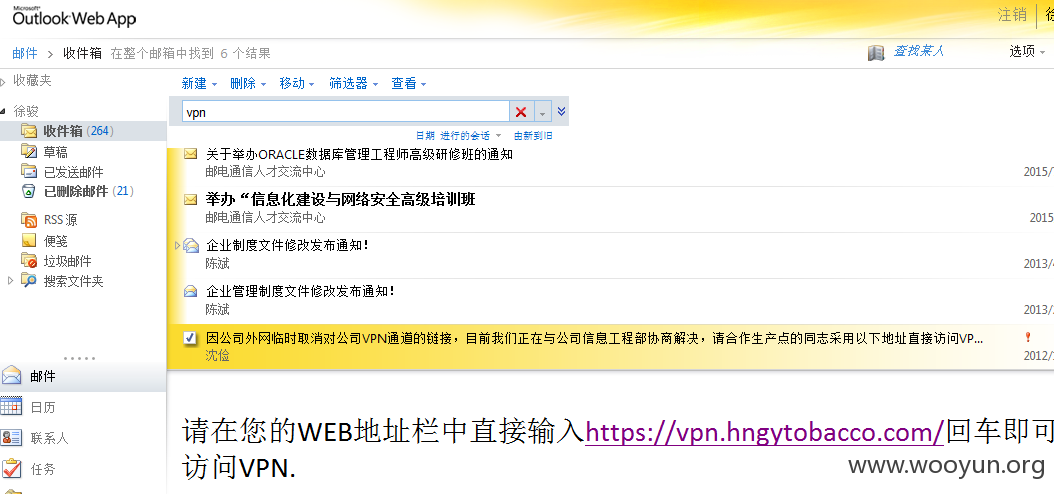 Microsoft
Outlook Web App
注销
邮件 > 收件箱 在整个邮箱中找到 6 个结果
查找某人
选项
收藏夹
徐骏
收件箱 (264)
草稿
已发送邮件
已删除邮件 (21)
RSS 源
便笺
垃圾邮件
搜索文件夹
邮件
日历
联系人
任务
新建 删除 移动 筛选器 查看
vpn
日期 进行的会话 由新到旧
关于举办ORACLE数据库管理工程师高级研修班的通知
邮电通信人才交流中心
2015/
举办“信息化建设与网络安全高级培训班
邮电通信人才交流中心
2015
企业制度文件修改发布通知!
陈斌
2013/4
企业管理制度文件修改发布通知!
陈斌
2013/
因公司外网临时取消对公司VPN通道的链接，目前我们正在与公司信息工程部协商解决，请合作生产点的同志采用以下地址直接访问VP...
沈俭
2012/
请在您的WEB地址栏中直接输入https://vpn.hngytobacco.com/回车即可
访问VPN.
www.wooyun.org